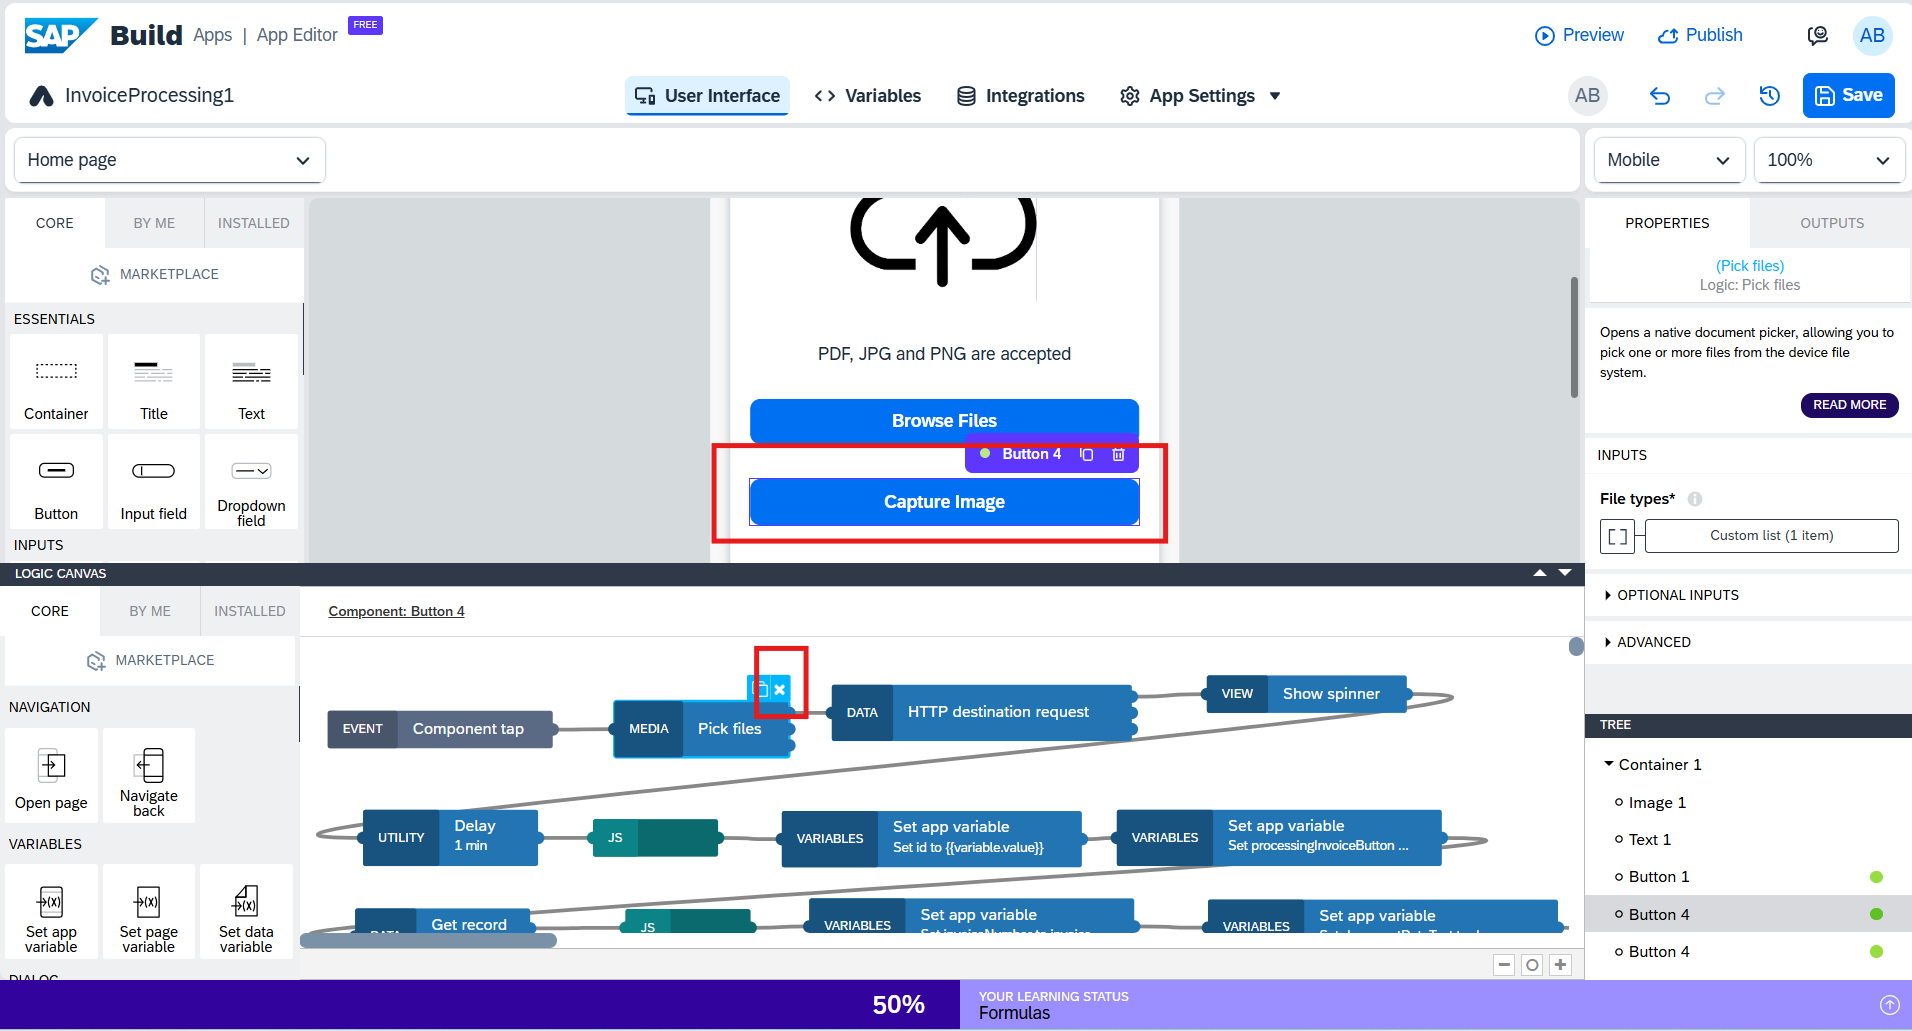 SAP Build Apps | App Editor FREE
Preview Publish AB
InvoiceProcessing1
User Interface Variables Integrations App Settings
AB Save
Home page
Mobile 100%
CORE BY ME INSTALLED
MARKETPLACE
ESSENTIALS
Container Title Text
Button Input field Dropdown
field
INPUTS
PDF, JPG and PNG are accepted
Browse Files
Button 4
Capture Image
PROPERTIES OUTPUTS
(Pick files)
Logic: Pick files
Opens a native document picker, allowing you to
pick one or more files from the device file
system.
READ MORE
INPUTS
File types*
Custom list (1 item)
OPTIONAL INPUTS
ADVANCED
LOGIC CANVAS
CORE BY ME INSTALLED
Component: Button 4
MARKETPLACE
NAVIGATION
Open page Navigate
back
VARIABLES
Set app
variable
Set page
variable
Set data
variable
DIALOG
EVENT Component tap
MEDIA Pick files
DATA HTTP destination request
VIEW Show spinner
UTILITY Delay
1 min
JS
VARIABLES Set app variable
Set id to {{variable.value}}
VARIABLES Set app variable
Set processingInvoiceButton ...
DATA Get record
JS
VARIABLES Set app variable
VARIABLES Set app variable
TREE
Container 1
Image 1
Text 1
Button 1
Button 4
Button 4
50%
YOUR LEARNING STATUS
Formulas